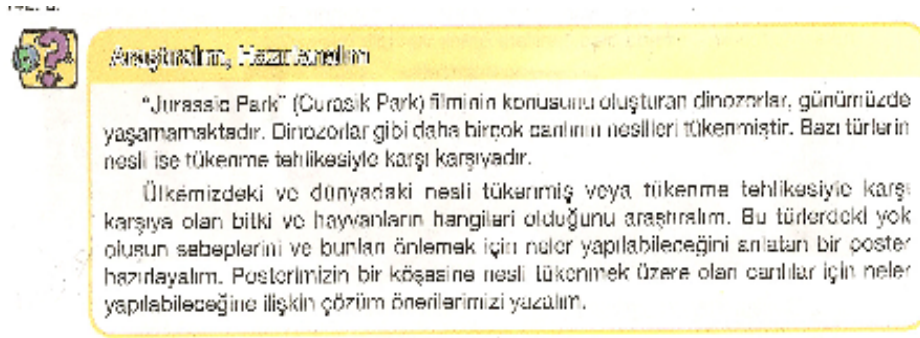 Araştıralım, Hazırlanalım
"Jurassic Park" (Curasik Park) filminin konusunu oluşturan dinozorlar, günümüzde
yaşamamaktadır. Dinozorlar gibi daha birçok canlının nesilleri tükenmiştir. Bazı türlerin
nesli ise tükenme tehlikesiyle karşı karşıyadır.
Ülkemizdeki ve dünyadaki nesli tükenmiş veya tükenme tehlikesiyle karşı
karşıya olan bitki ve hayvanların hangileri olduğunu araştıralım. Bu türlerdeki yok
oluşun sebeplerini ve bunları önlemek için neler yapılabileceğini anlatan bir poster
hazırlayalım. Posterimizin bir köşesine nesli tükenmek üzere olan canlılar için neler
yapılabileceğine ilişkin çözüm önerilerimizi yazalım.